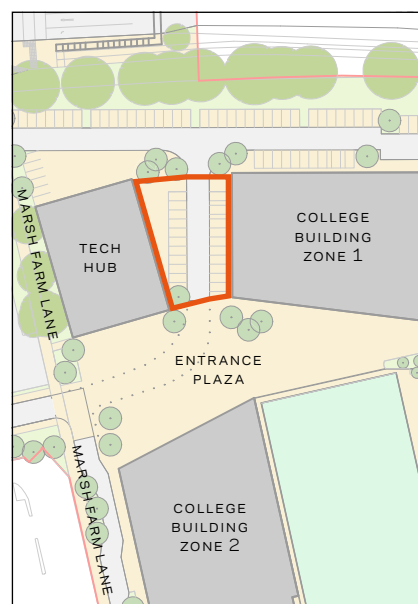 MARSH FARM LANE
TECH
HUB
COLLEGE
BUILDING
ZONE 1
ENTRANCE
PLAZA
MARSH FARM LANE
COLLEGE
BUILDING
ZONE 2